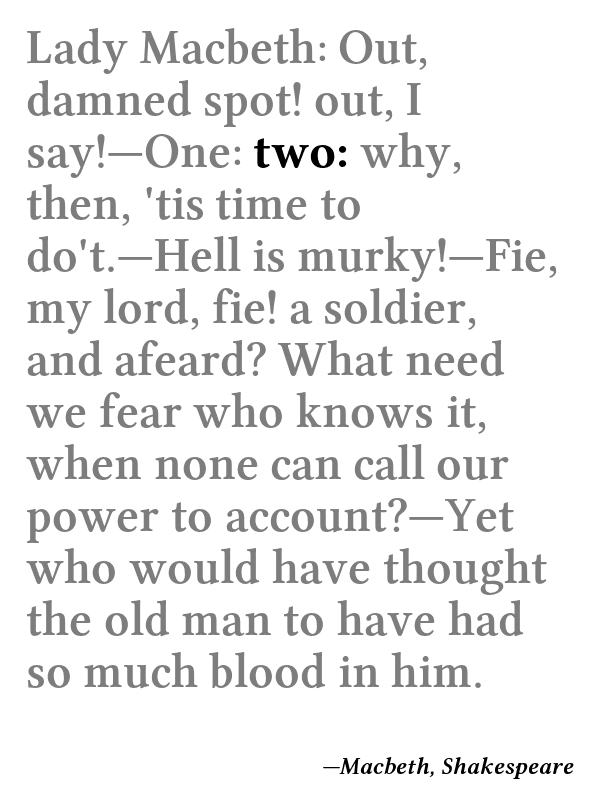 Lady Macbeth: Out,
damned spot! out, I
say!—One: two: why,
then, 'tis time to
do't.—Hell is murky!—Fie,
my lord, fie! a soldier,
and afeard? What need
we fear who knows it,
when none can call our
power to account?—Yet
who would have thought
the old man to have had
so much blood in him.
—Macbeth, Shakespeare